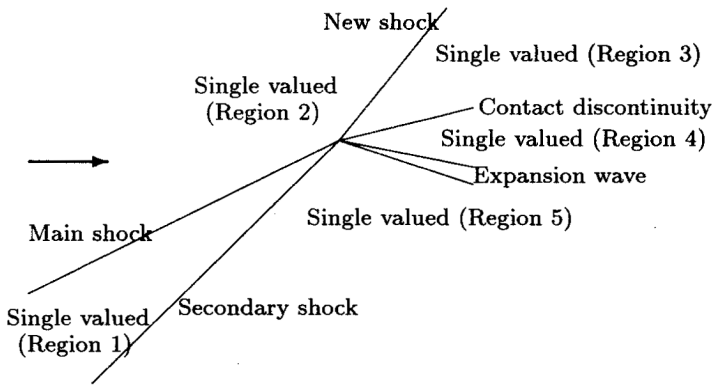 New shock
Single valued (Region 3)
Single valued
(Region 2)
Contact discontinuity
Single valued (Region 4)
Expansion wave
Single valued (Region 5)
Main shock
Secondary shock
Single valued
(Region 1)